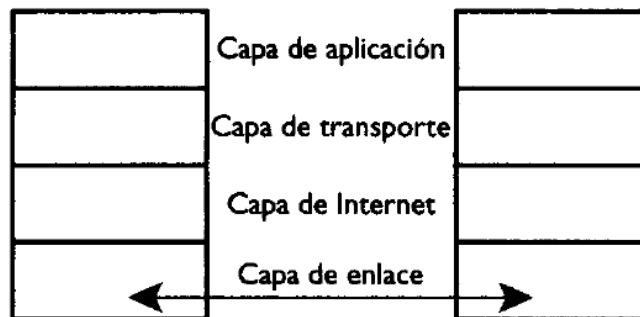 Capa de aplicación
Capa de transporte
Capa de Internet
Capa de enlace